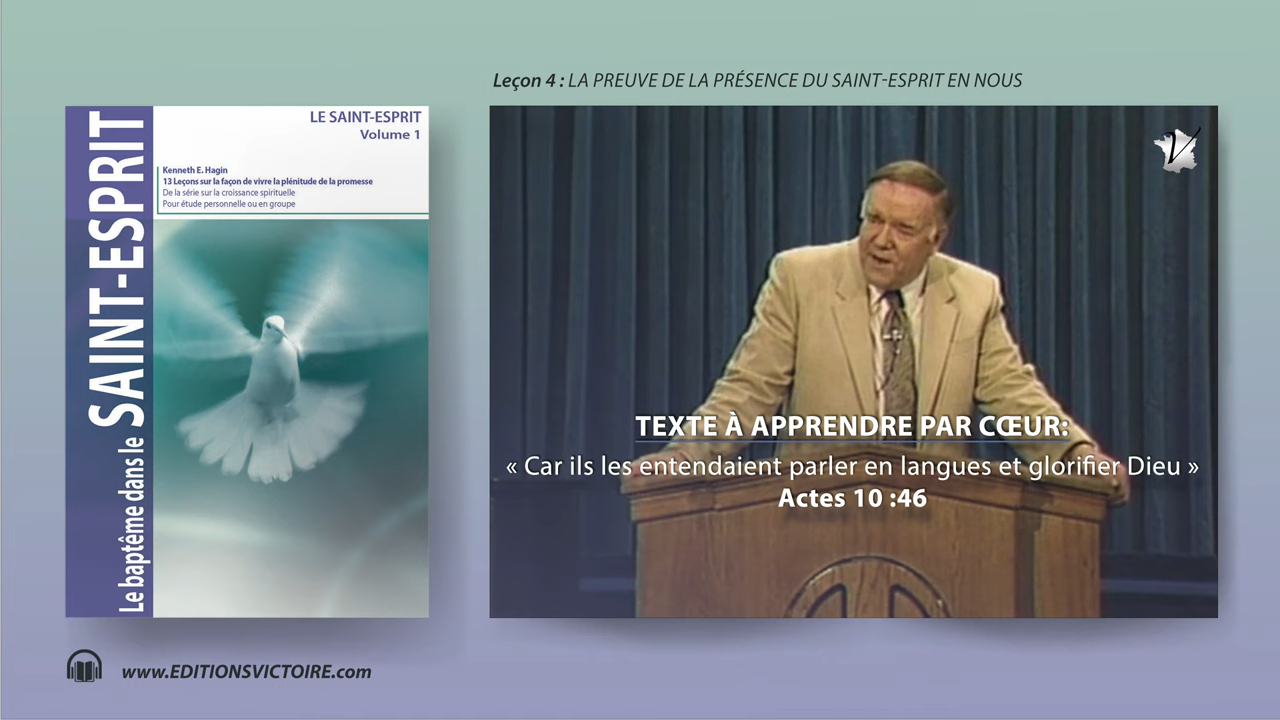 Leçon 4 : LA PREUVE DE LA PRÉSENCE DU SAINT-ESPRIT EN NOUS
Le baptême dans le SAINT-ESPRIT
LE SAINT-ESPRIT
Volume 1
Kenneth E. Hagin
13 Leçons sur la façon de vivre la plénitude de la promesse
De la série sur la croissance spirituelle
Pour étude personnelle ou en groupe
V
TEXTE À APPRENDRE PAR CŒUR:
« Car ils les entendaient parler en langues et glorifier Dieu »
Actes 10 :46
www.EDITIONSVICTOIRE.com